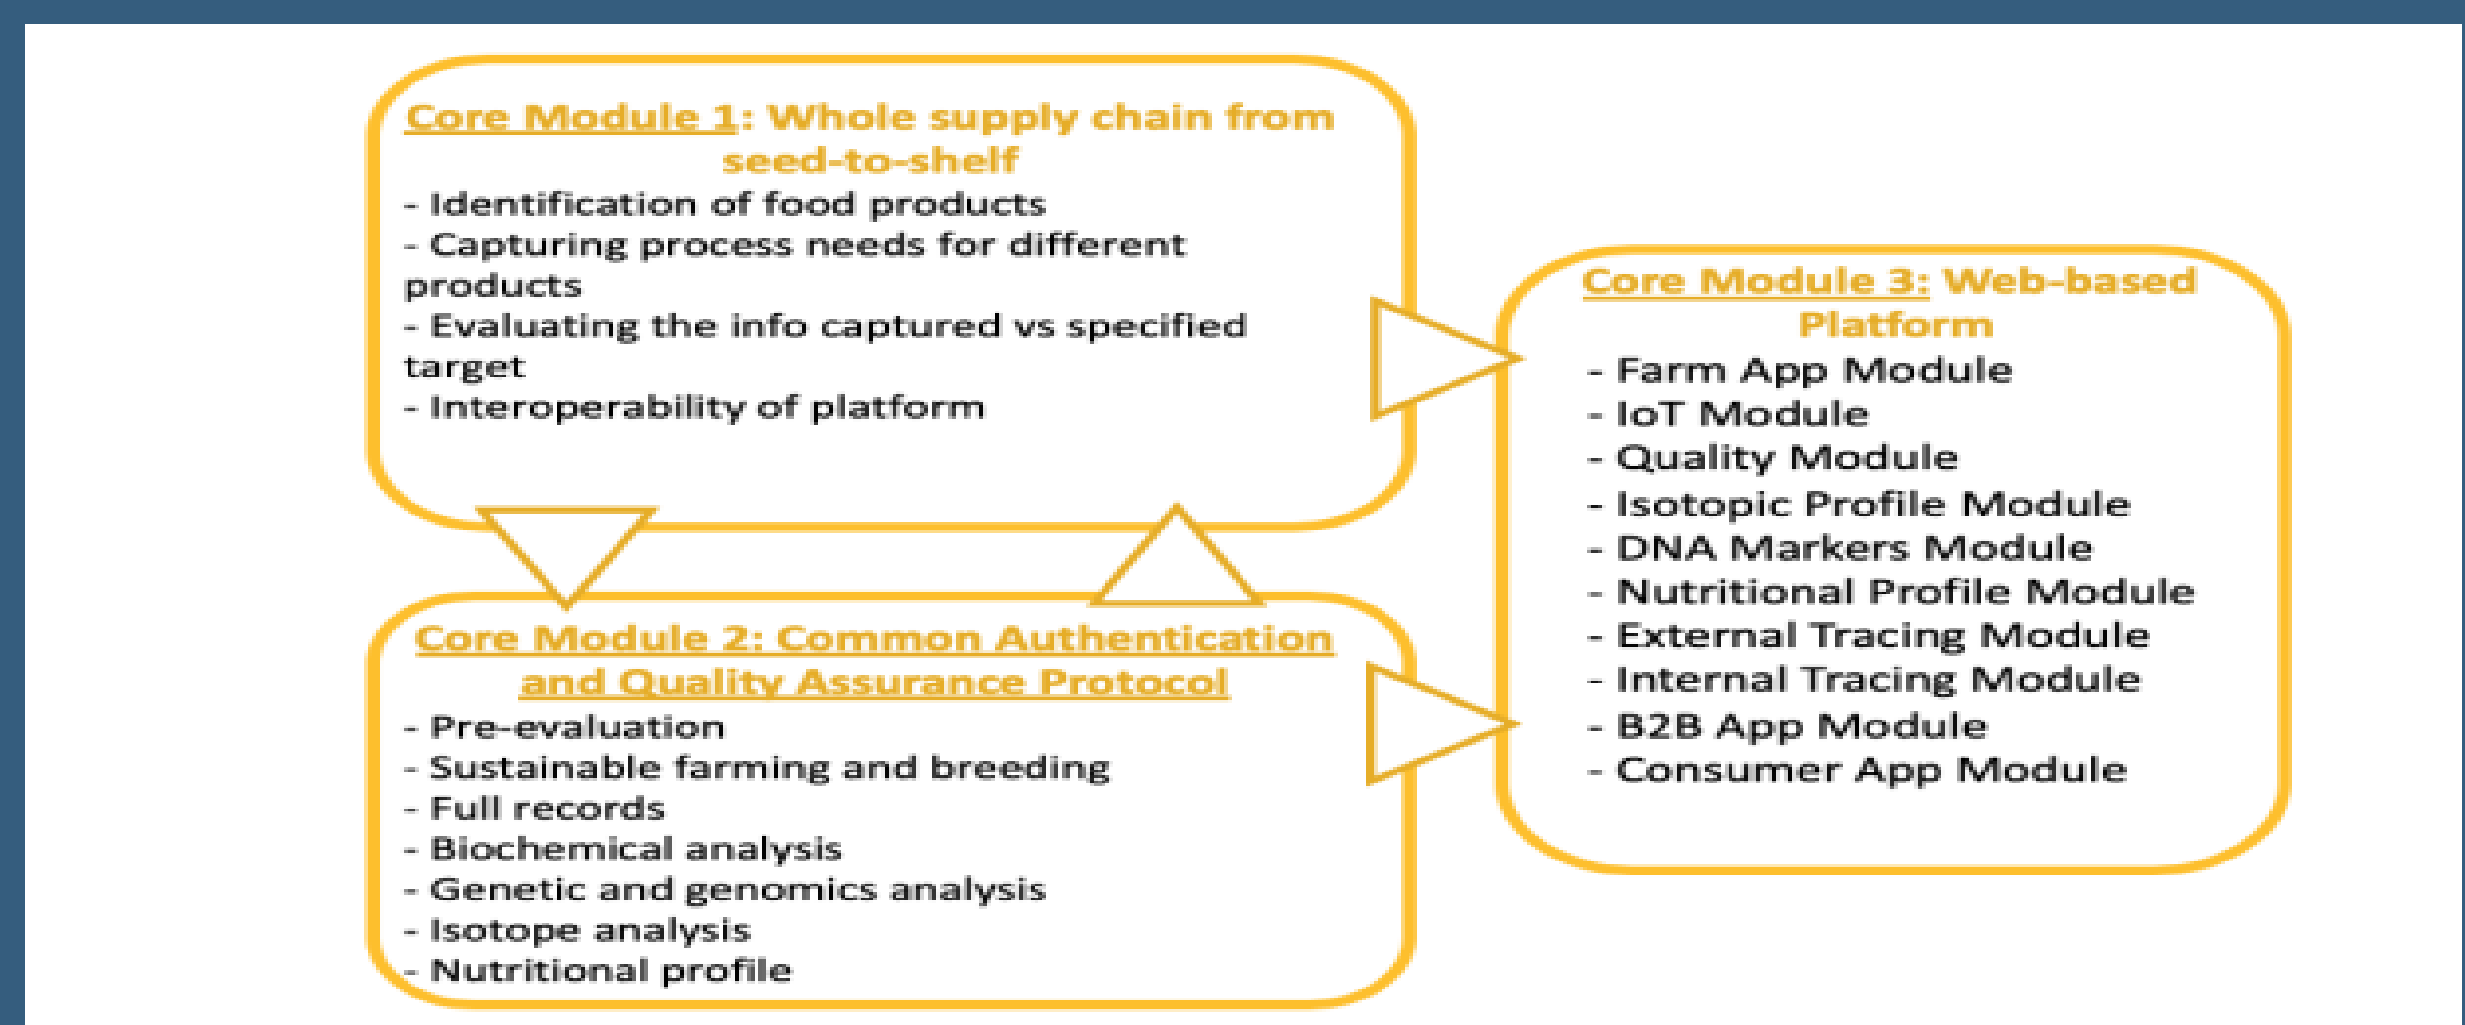 Core Module 1: Whole supply chain from
seed-to-shelf
- Identification of food products
- Capturing process needs for different
products
- Evaluating the info captured vs specified
target
- Interoperability of platform
Core Module 2: Common Authentication
and Quality Assurance Protocol
- Pre-evaluation
- Sustainable farming and breeding
- Full records
- Biochemical analysis
- Genetic and genomics analysis
- Isotope analysis
- Nutritional profile
Core Module 3: Web-based
Platform
- Farm App Module
- IoT Module
- Quality Module
- Isotopic Profile Module
- DNA Markers Module
- Nutritional Profile Module
- External Tracing Module
- Internal Tracing Module
- B2B App Module
- Consumer App Module